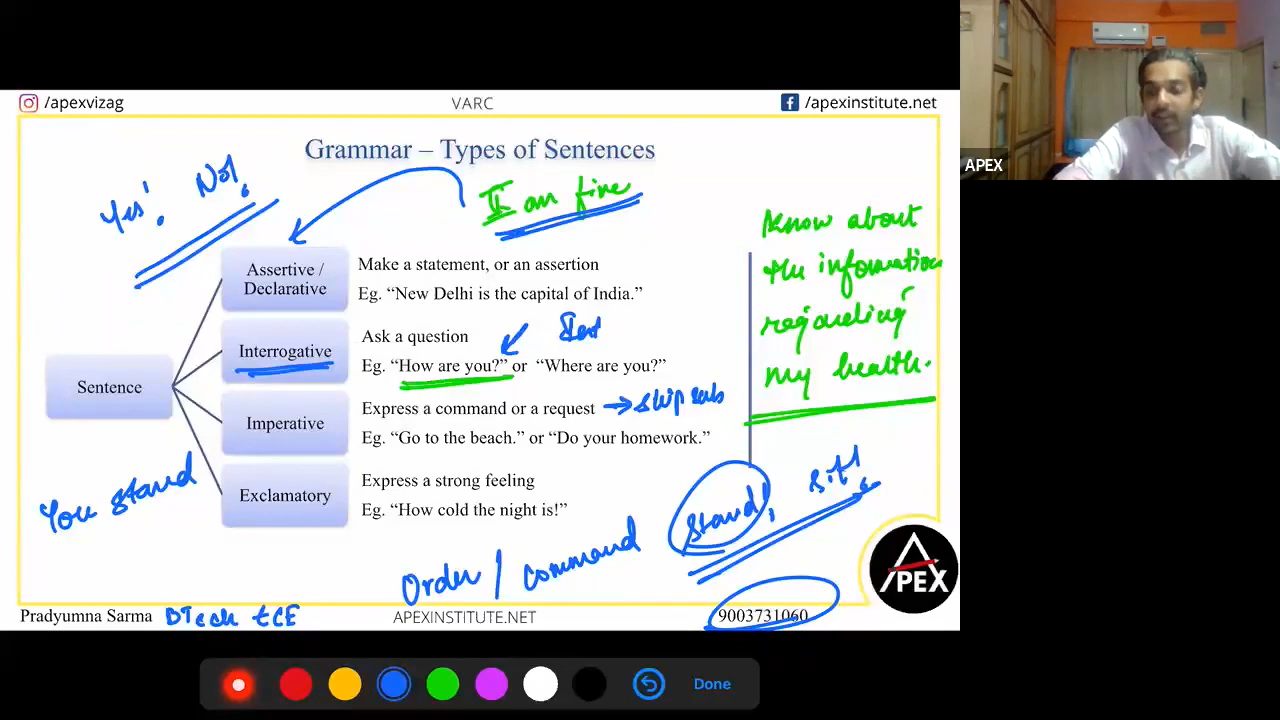 /apexvizag
VARC
/apexinstitute.net
Grammar – Types of Sentences
Yes! No!
I am fine
Know about
the information
regarding
my health.
APEX
Sentence
Assertive /
Declarative
Make a statement, or an assertion
Eg. “New Delhi is the capital of India.”
Interrogative
Ask a question
Eg. “How are you?” or “Where are you?”
Imperative
Express a command or a request
→ skip sub
Eg. “Go to the beach.” or “Do your homework.”
Exclamatory
Express a strong feeling
Eg. “How cold the night is!”
You stand
Order / command
Stand! sit!
APEX
Pradyumna Sarma BTech ECE
APEXINSTITUTE.NET
9003731060
Done